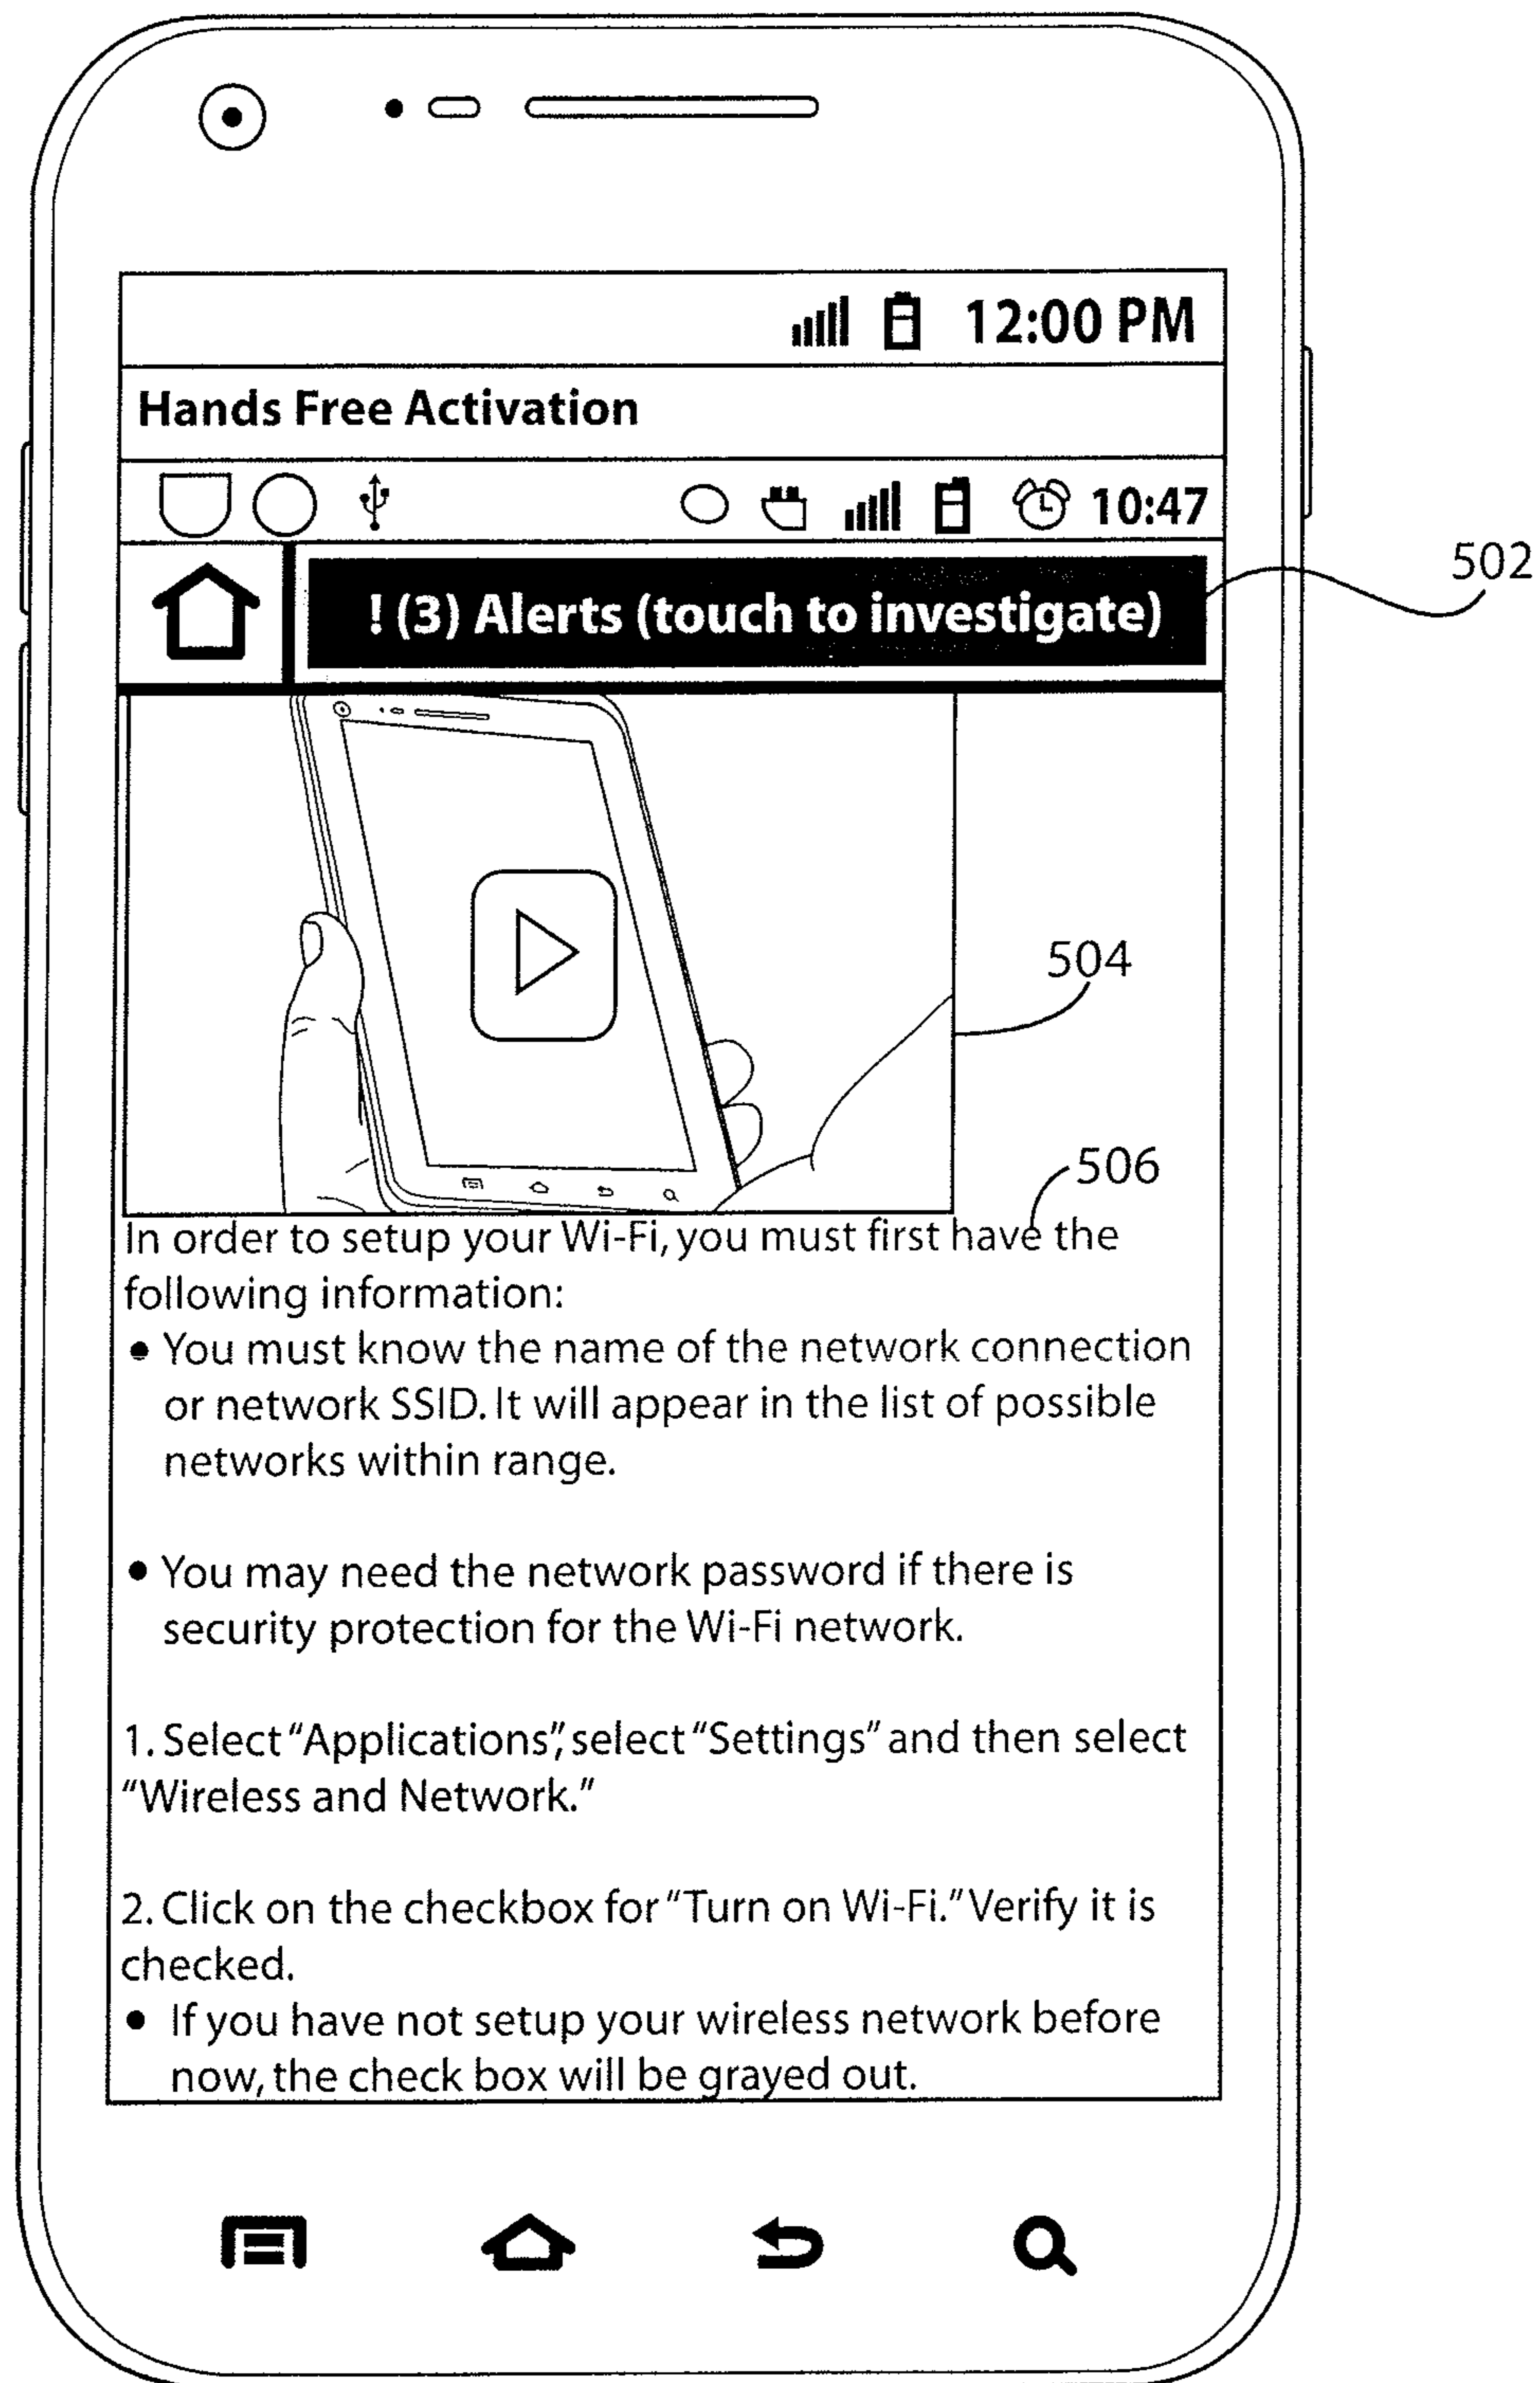 12:00 PM
Hands Free Activation
10:47
! (3) Alerts (touch to investigate)
502
504
506
In order to setup your Wi-Fi, you must first have the
following information:
• You must know the name of the network connection
or network SSID. It will appear in the list of possible
networks within range.
• You may need the network password if there is
security protection for the Wi-Fi network.
1. Select “Applications”, select “Settings” and then select
“Wireless and Network.”
2. Click on the checkbox for “Turn on Wi-Fi.” Verify it is
checked.
• If you have not setup your wireless network before
now, the check box will be grayed out.